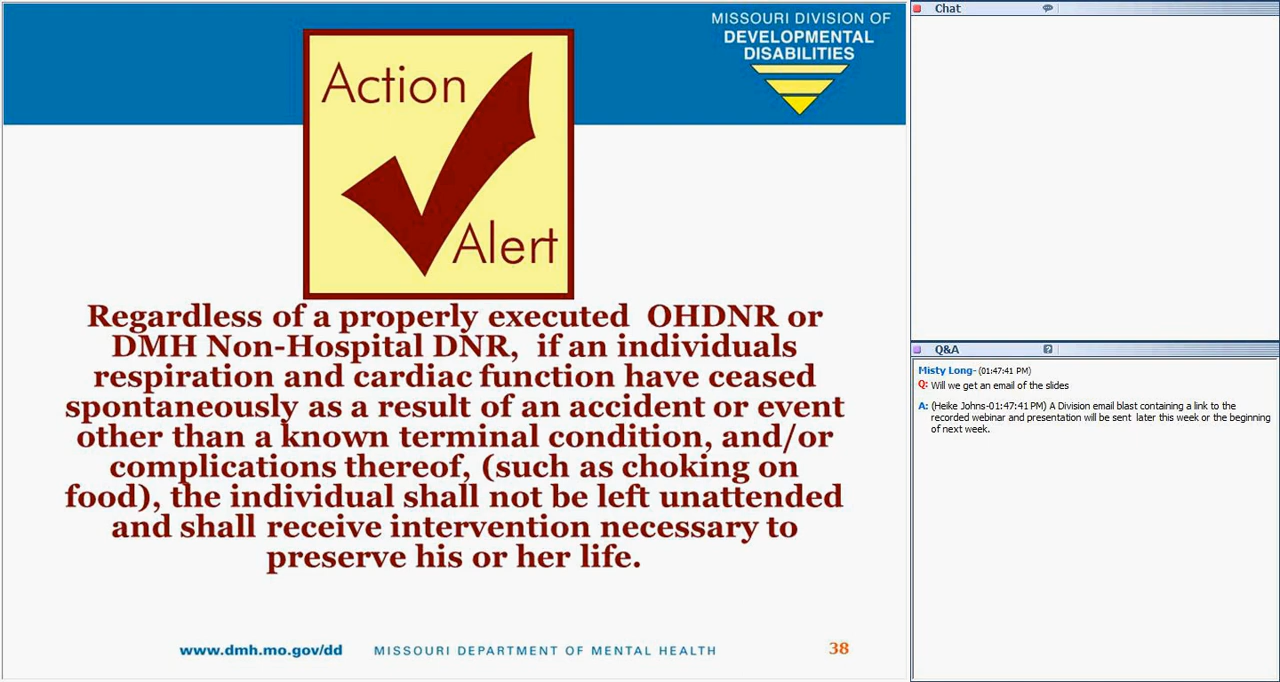 MISSOURI DIVISION OF
DEVELOPMENTAL
DISABILITIES
Action
Alert
Regardless of a properly executed OHDNR or
DMH Non-Hospital DNR, if an individuals
respiration and cardiac function have ceased
spontaneously as a result of an accident or event
other than a known terminal condition, and/or
complications thereof, (such as choking on
food), the individual shall not be left unattended
and shall receive intervention necessary to
preserve his or her life.
www.dmh.mo.gov/dd MISSOURI DEPARTMENT OF MENTAL HEALTH 38
Chat
Q&A
Misty Long- (01:47:41 PM)
Q: Will we get an email of the slides
A: (Heike Johns-01:47:41 PM) A Division email blast containing a link to the
recorded webinar and presentation will be sent later this week or the beginning
of next week.